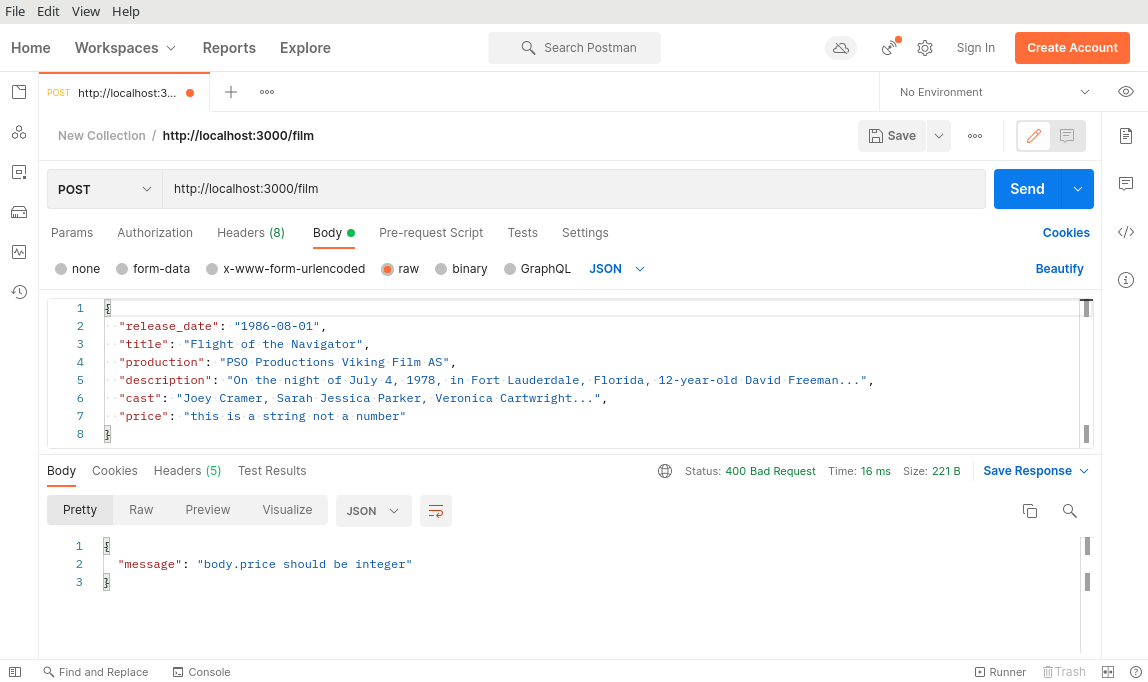 File Edit View Help
Home Workspaces Reports Explore Search Postman Sign In Create Account
POST http://localhost:3... No Environment
New Collection / http://localhost:3000/film Save
POST http://localhost:3000/film Send
Params Authorization Headers (8) Body Pre-request Script Tests Settings Cookies
none form-data x-www-form-urlencoded raw binary GraphQL JSON Beautify
1 {
2 "release_date": "1986-08-01",
3 "title": "Flight of the Navigator",
4 "production": "PSO Productions Viking Film AS",
5 "description": "On the night of July 4, 1978, in Fort Lauderdale, Florida, 12-year-old David Freeman...",
6 "cast": "Joey Cramer, Sarah Jessica Parker, Veronica Cartwright...",
7 "price": "this is a string not a number"
8 }
Body Cookies Headers (5) Test Results Status: 400 Bad Request Time: 16 ms Size: 221 B Save Response
Pretty Raw Preview Visualize JSON
1 {
2 "message": "body.price should be integer"
3 }
Find and Replace Console Runner Trash